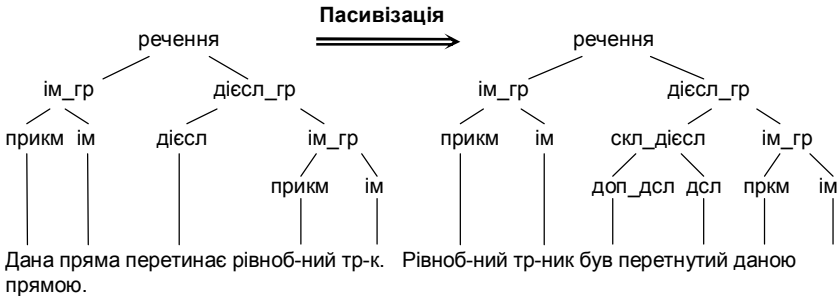 Пасивізація
речення речення
ім_гр дієсл_гр ім_гр дієсл_гр
прикм ім дієсл ім_гр прикм ім скл_дієсл ім_гр
прикм ім доп_дсл дсл пркм ім
Дана пряма перетинає рівноб-ний тр-к. Рівноб-ний тр-ник був перетнутий даною
прямою.